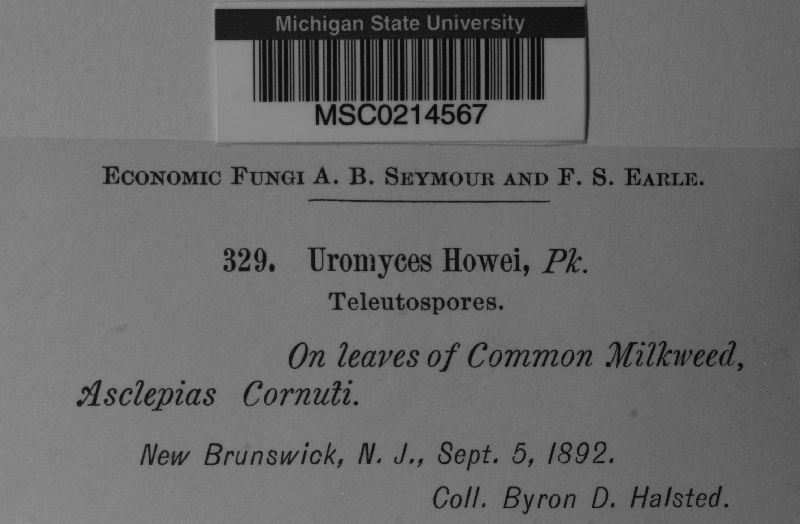 Michigan State University
MSC0214567
Economic Fungi A. B. Seymour and F. S. Earle.
329. Uromyces Howei, Pk.
Teleutospores.
On leaves of Common Milkweed,
Asclepias Cornuti.
New Brunswick, N. J., Sept. 5, 1892.
Coll. Byron D. Halsted.